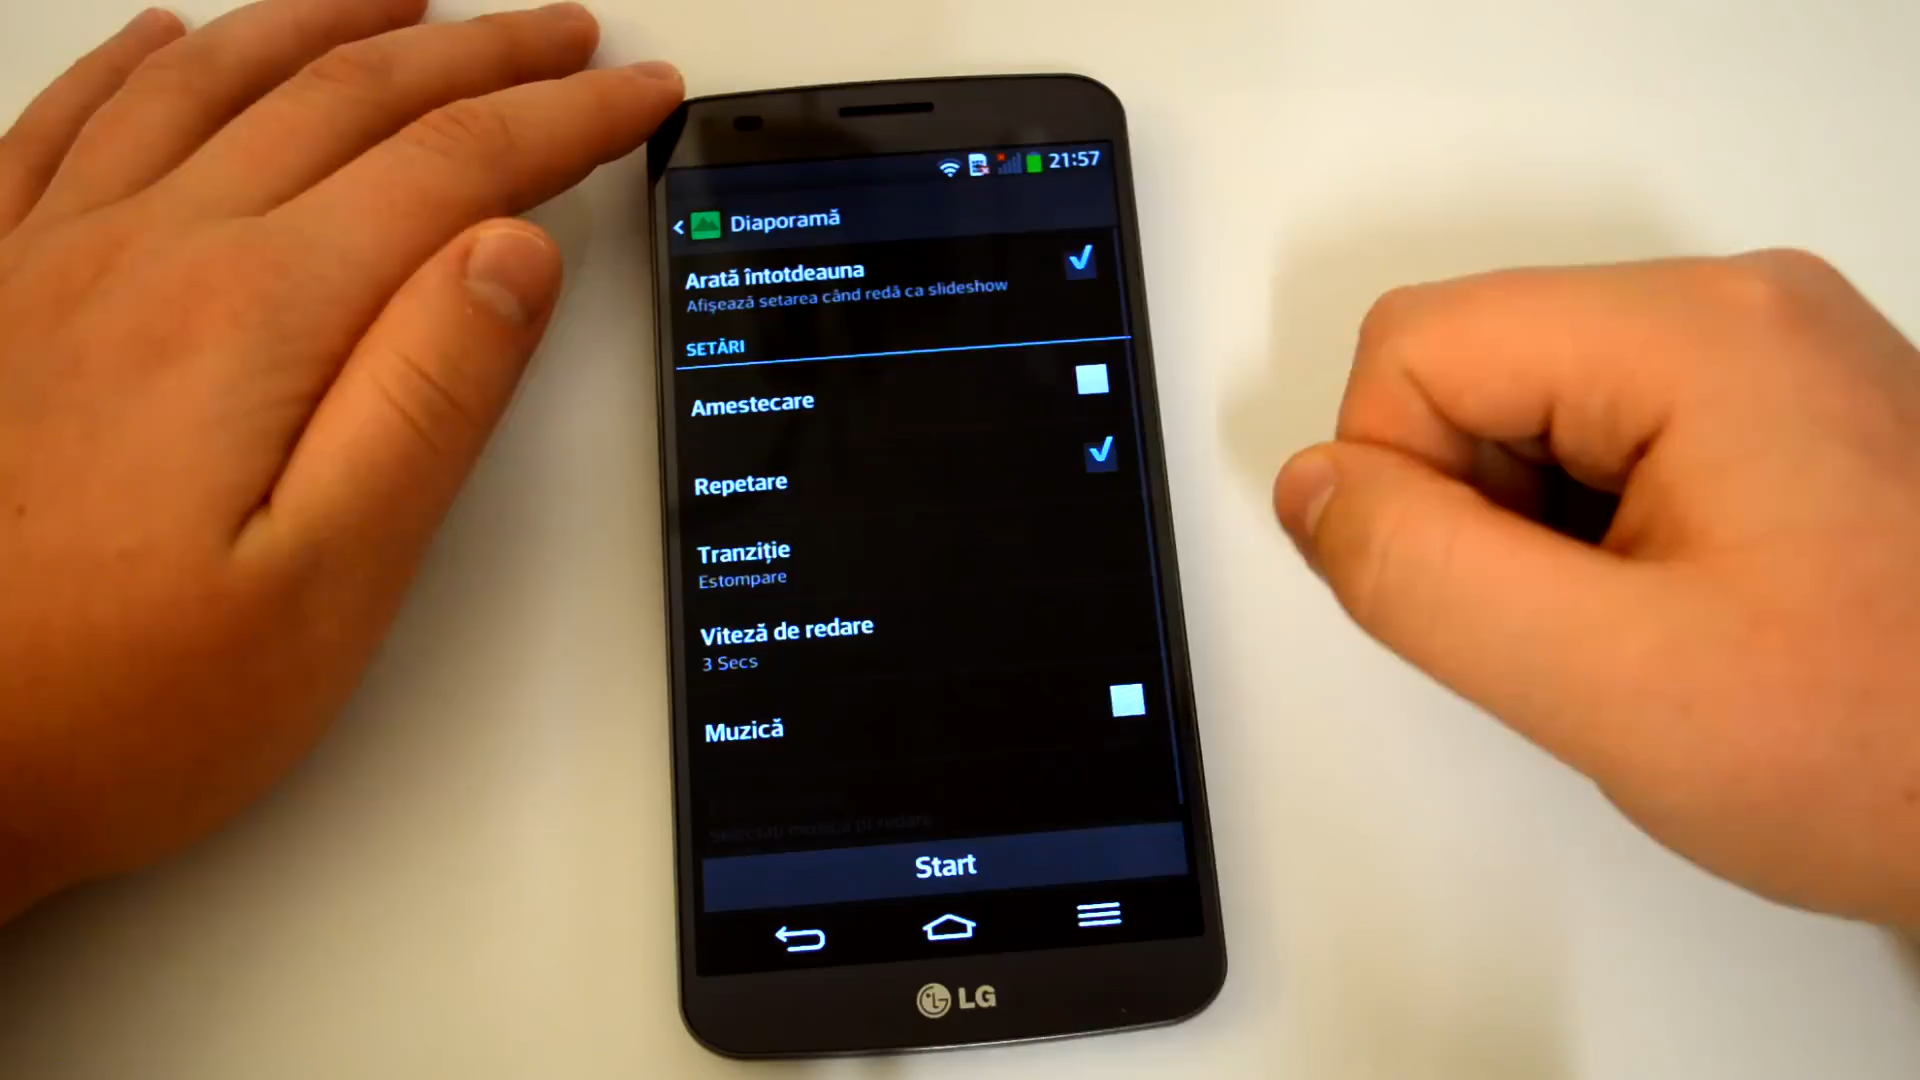 21:57
Diaporamă
Arată întotdeauna
Afișează setarea când redă ca slideshow
SETĂRI
Amestecare
Repetare
Tranziție
Estompare
Viteză de redare
3 Secs
Muzică
Start
LG